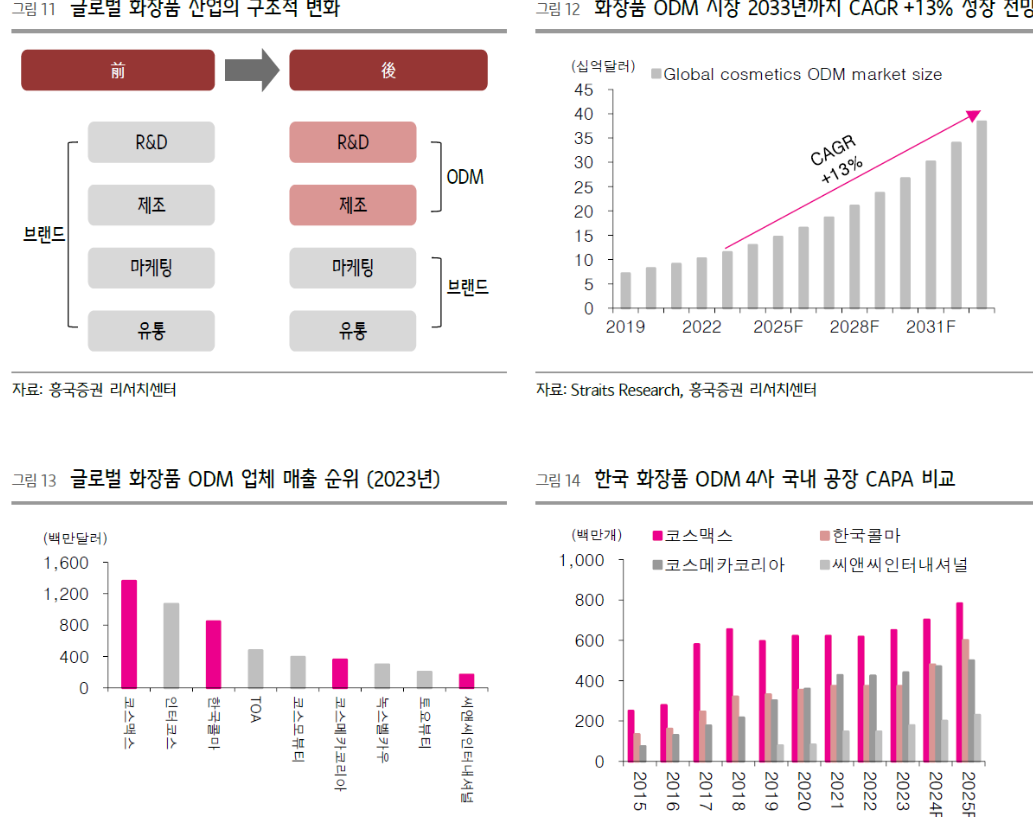 그림 11 글로벌 화장품 산업의 구조적 변화
前
後
R&D
제조
마케팅
유통
브랜드
R&D
제조
마케팅
유통
ODM
브랜드
자료: 흥국증권 리서치센터
그림 12 화장품 ODM 시장 2033년까지 CAGR +13% 성장 전망
(십억달러)
Global cosmetics ODM market size
45
40
35
30
25
20
15
10
5
0
CAGR
+13%
2019
2022
2025F
2028F
2031F
자료: Straits Research, 흥국증권 리서치센터
그림 13 글로벌 화장품 ODM 업체 매출 순위 (2023년)
(백만달러)
1,600
1,200
800
400
0
코스맥스
인터코스
한국콜마
TOA
코스모뷰티
코스메카코리아
녹스벨카우
토요뷰티
씨앤씨인터내셔널
그림 14 한국 화장품 ODM 4사 국내 공장 CAPA 비교
(백만개)
코스맥스
한국콜마
코스메카코리아
씨앤씨인터내셔널
1,000
800
600
400
200
0
2015
2016
2017
2018
2019
2020
2021
2022
2023
2024F
2025F